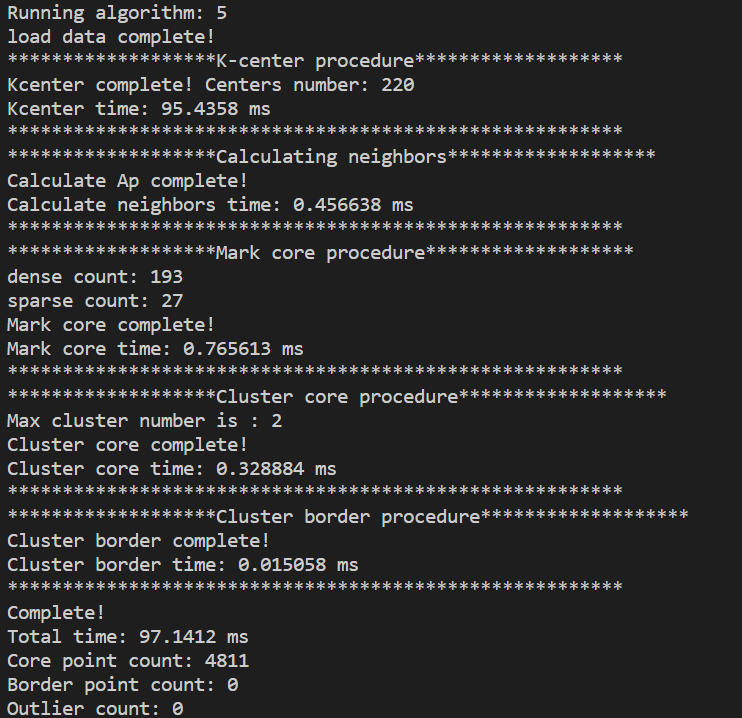 Running algorithm: 5
load data complete!
*******************K-center procedure*******************
Kcenter complete! Centers number: 220
Kcenter time: 95.4358 ms
********************************************************
*******************Calculating neighbors*******************
Calculate Ap complete!
Calculate neighbors time: 0.456638 ms
********************************************************
*******************Mark core procedure*******************
dense count: 193
sparse count: 27
Mark core complete!
Mark core time: 0.765613 ms
********************************************************
*******************Cluster core procedure*******************
Max cluster number is : 2
Cluster core complete!
Cluster core time: 0.328884 ms
********************************************************
*******************Cluster border procedure*******************
Cluster border complete!
Cluster border time: 0.015058 ms
********************************************************
Complete!
Total time: 97.1412 ms
Core point count: 4811
Border point count: 0
Outlier count: 0